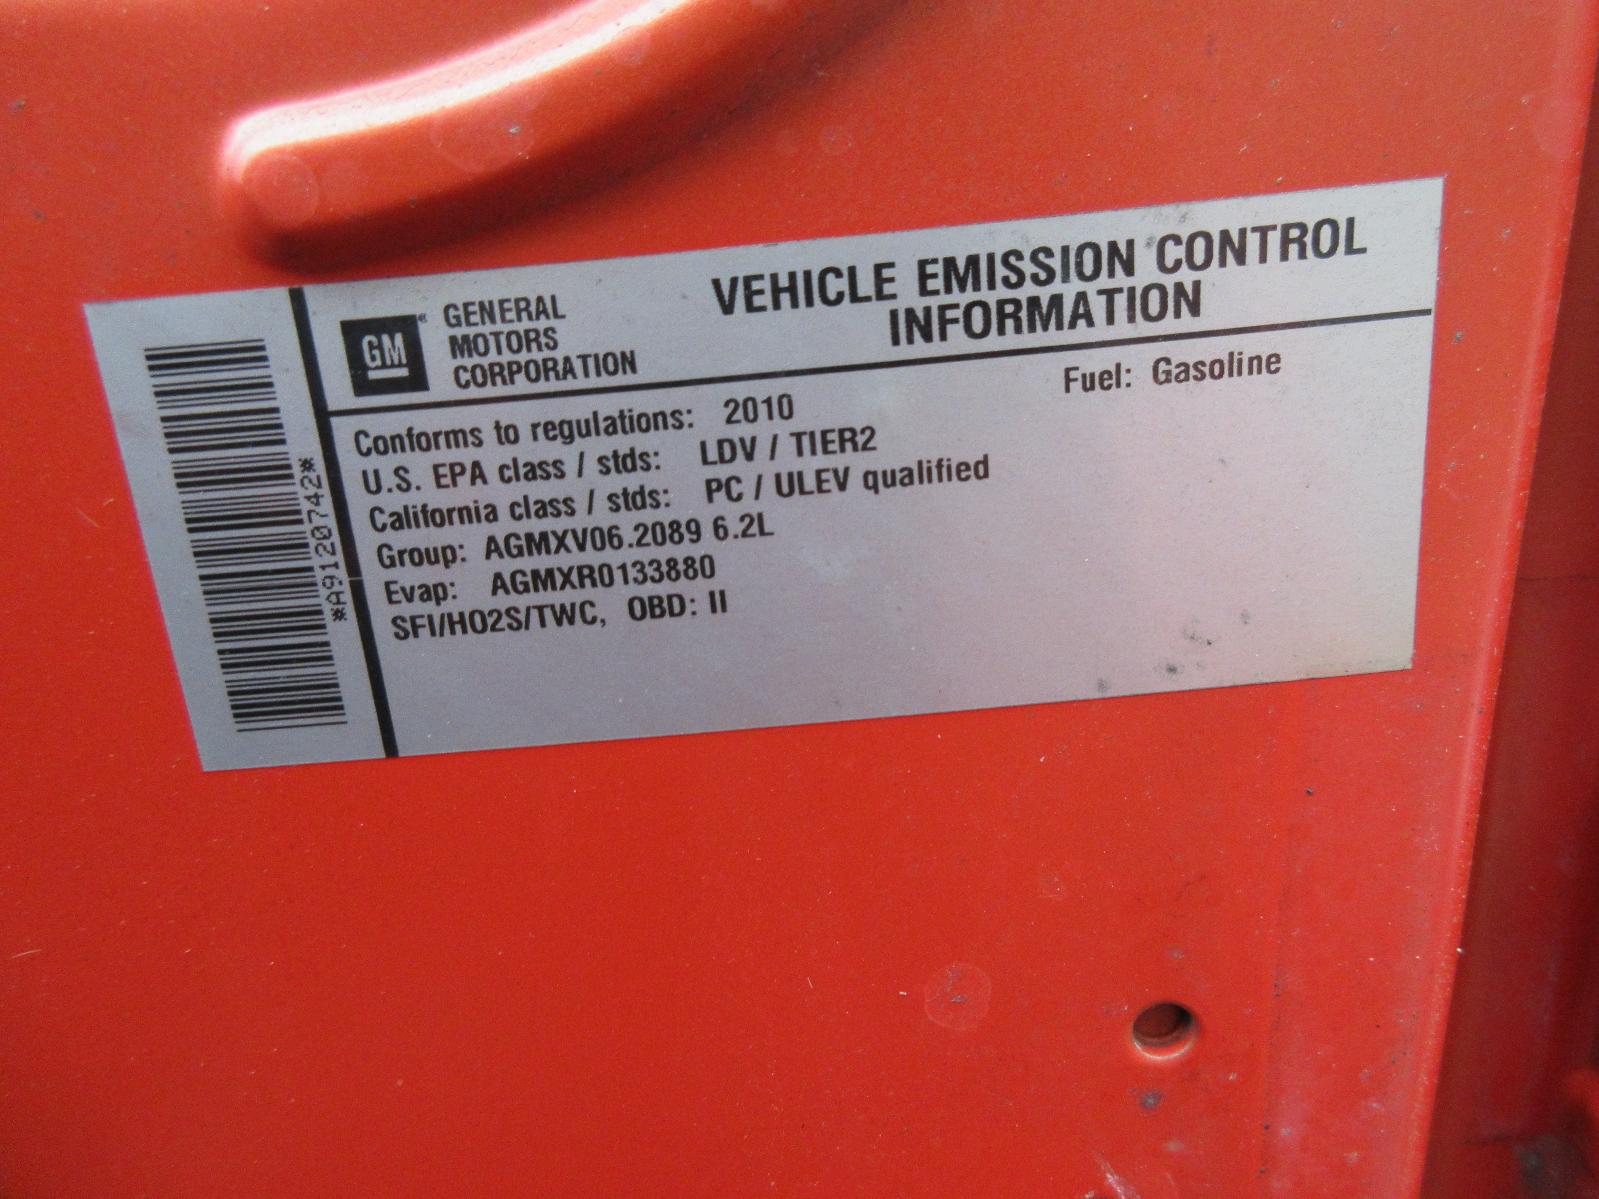 *A9120742*
GM
GENERAL
MOTORS
CORPORATION
VEHICLE EMISSION CONTROL
INFORMATION
Fuel: Gasoline
Conforms to regulations: 2010
U.S. EPA class / stds: LDV / TIER2
California class / stds: PC / ULEV qualified
Group: AGMXV06.2089 6.2L
Evap: AGMXR0133880
SFI/HO2S/TWC, OBD: II